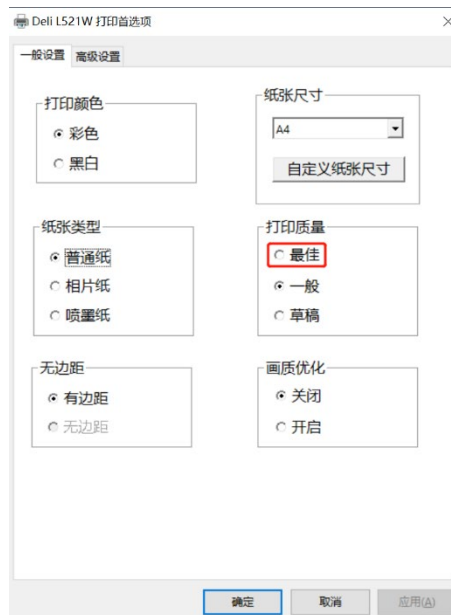 Deli L521W 打印首选项
一般设置 高级设置
打印颜色
彩色
黑白
纸张尺寸
A4
自定义纸张尺寸
纸张类型
普通纸
相片纸
喷墨纸
打印质量
最佳
一般
草稿
无边距
有边距
无边距
画质优化
关闭
开启
确定 取消 应用(A)